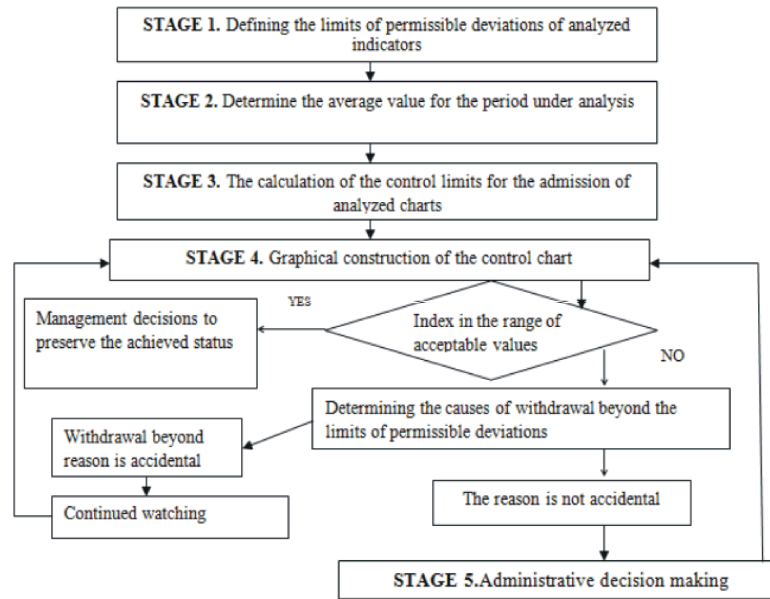 STAGE 1. Defining the limits of permissible deviations of analyzed
indicators
STAGE 2. Determine the average value for the period under analysis
STAGE 3. The calculation of the control limits for the admission of
analyzed charts
STAGE 4. Graphical construction of the control chart
YES
Management decisions to
preserve the achieved status
Index in the range of
acceptable values
NO
Determining the causes of withdrawal beyond the
limits of permissible deviations
Withdrawal beyond
reason is accidental
The reason is not accidental
Continued watching
STAGE 5.Administrative decision making